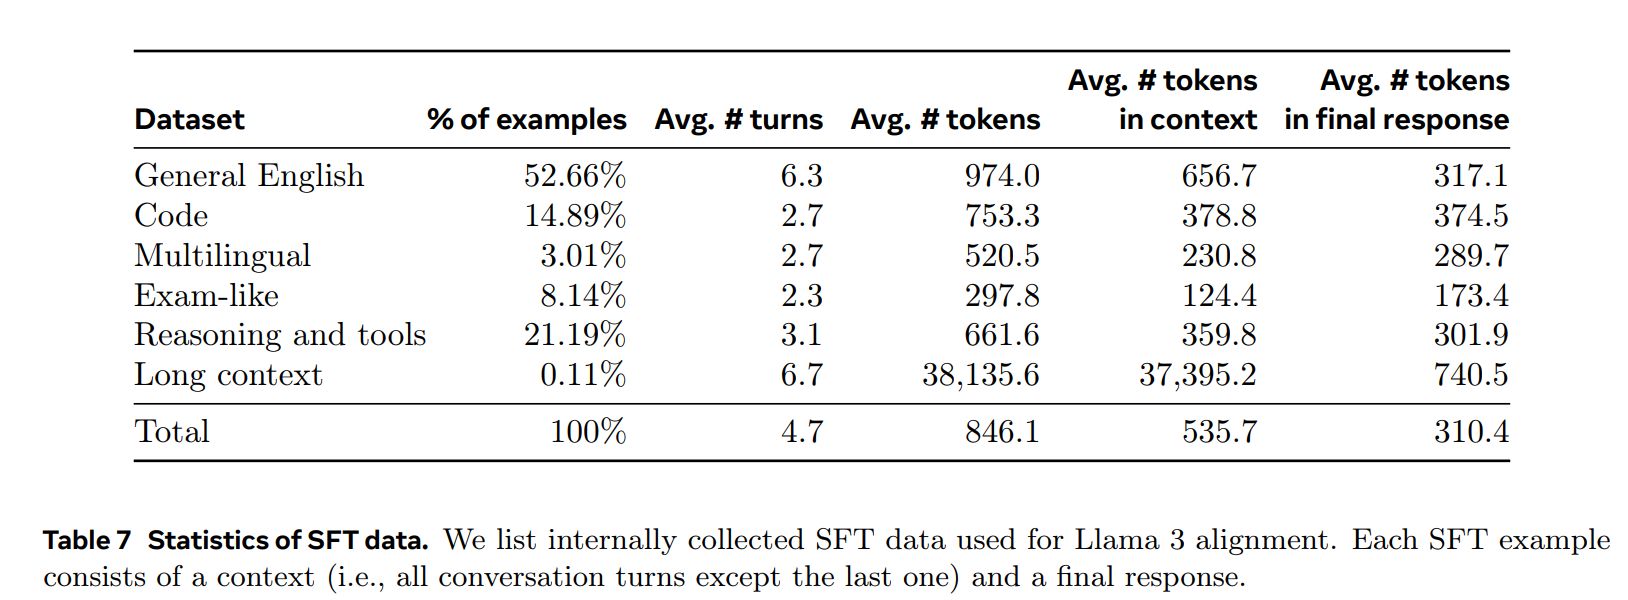 Avg. # tokens Avg. # tokens
Dataset % of examples Avg. # turns Avg. # tokens in context in final response
General English 52.66% 6.3 974.0 656.7 317.1
Code 14.89% 2.7 753.3 378.8 374.5
Multilingual 3.01% 2.7 520.5 230.8 289.7
Exam-like 8.14% 2.3 297.8 124.4 173.4
Reasoning and tools 21.19% 3.1 661.6 359.8 301.9
Long context 0.11% 6.7 38,135.6 37,395.2 740.5
Total 100% 4.7 846.1 535.7 310.4
Table 7 Statistics of SFT data. We list internally collected SFT data used for Llama 3 alignment. Each SFT example
consists of a context (i.e., all conversation turns except the last one) and a final response.